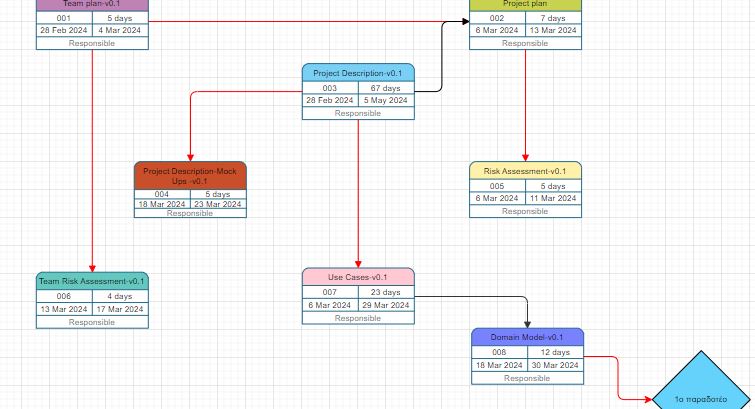 Team plan-v0.1
001 5 days
28 Feb 2024 4 Mar 2024
Responsible
Project plan
002 7 days
6 Mar 2024 13 Mar 2024
Responsible
Project Description-v0.1
003 67 days
28 Feb 2024 5 May 2024
Responsible
Project Description-Mock
Ups -v0.1
004 5 days
18 Mar 2024 23 Mar 2024
Responsible
Risk Assessment-v0.1
005 5 days
6 Mar 2024 11 Mar 2024
Responsible
Team Risk Assessment-v0.1
006 4 days
13 Mar 2024 17 Mar 2024
Responsible
Use Cases-v0.1
007 23 days
6 Mar 2024 29 Mar 2024
Responsible
Domain Model-v0.1
008 12 days
18 Mar 2024 30 Mar 2024
Responsible
1ο παραδοτέο